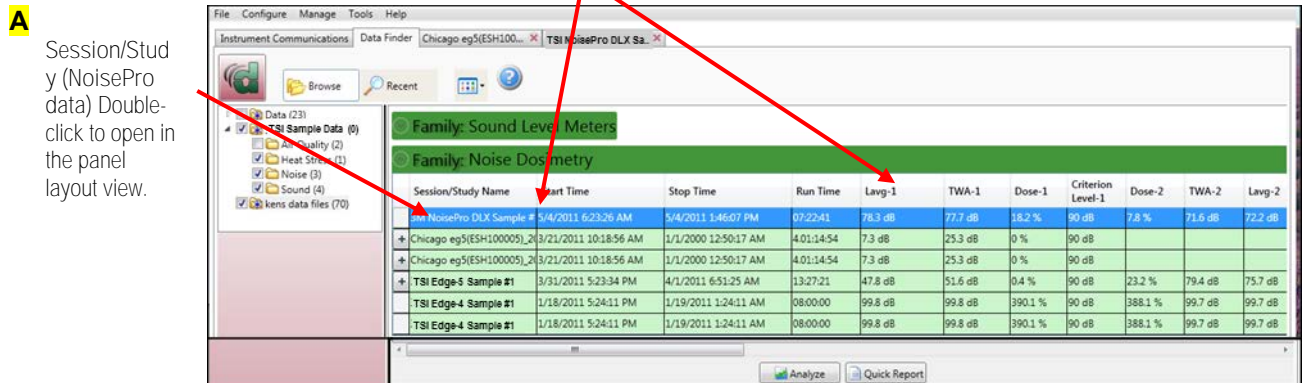 A
Session/Stud
y (NoisePro
data) Double-
click to open in
the panel
layout view.
File Configure Manage Tools Help
Instrument Communications Data Finder Chicago eg5(ESH100... TSI NoisePro DLX Sa..
Browse Recent
Data (23)
TSI Sample Data (0)
Air Quality (2)
Heat Stress (1)
Noise (3)
Sound (4)
kens data files (70)
Family: Sound Level Meters
Family: Noise Dosimetry
Session/Study Name Start Time Stop Time Run Time Lavg-1 TWA-1 Dose-1 Criterion Level-1 Dose-2 TWA-2 Lavg-2
3M NoisePro DLX Sample # 5/4/2011 6:23:26 AM 5/4/2011 1:46:07 PM 07:22:41 78.3 dB 77.7 dB 18.2 % 90 dB 7.8 % 71.6 dB 72.2 dB
+ Chicago eg5(ESH100005)_20 3/21/2011 10:18:56 AM 1/1/2000 12:50:17 AM 4.01:14:54 7.3 dB 25.3 dB 0 % 90 dB
+ Chicago eg5(ESH100005)_20 3/21/2011 10:18:56 AM 1/1/2000 12:50:17 AM 4.01:14:54 7.3 dB 25.3 dB 0 % 90 dB
+ TSI Edge-5 Sample #1 3/31/2011 5:23:34 PM 4/1/2011 6:51:25 AM 13:27:21 47.8 dB 51.6 dB 0.4 % 90 dB 23.2 % 79.4 dB 75.7 dB
TSI Edge-4 Sample #1 1/18/2011 5:24:11 PM 1/19/2011 1:24:11 AM 08:00:00 99.8 dB 99.8 dB 390.1 % 90 dB 388.1 % 99.7 dB 99.7 dB
TSI Edge-4 Sample #1 1/18/2011 5:24:11 PM 1/19/2011 1:24:11 AM 08:00:00 99.8 dB 99.8 dB 390.1 % 90 dB 388.1 % 99.7 dB 99.7 dB
Analyze Quick Report